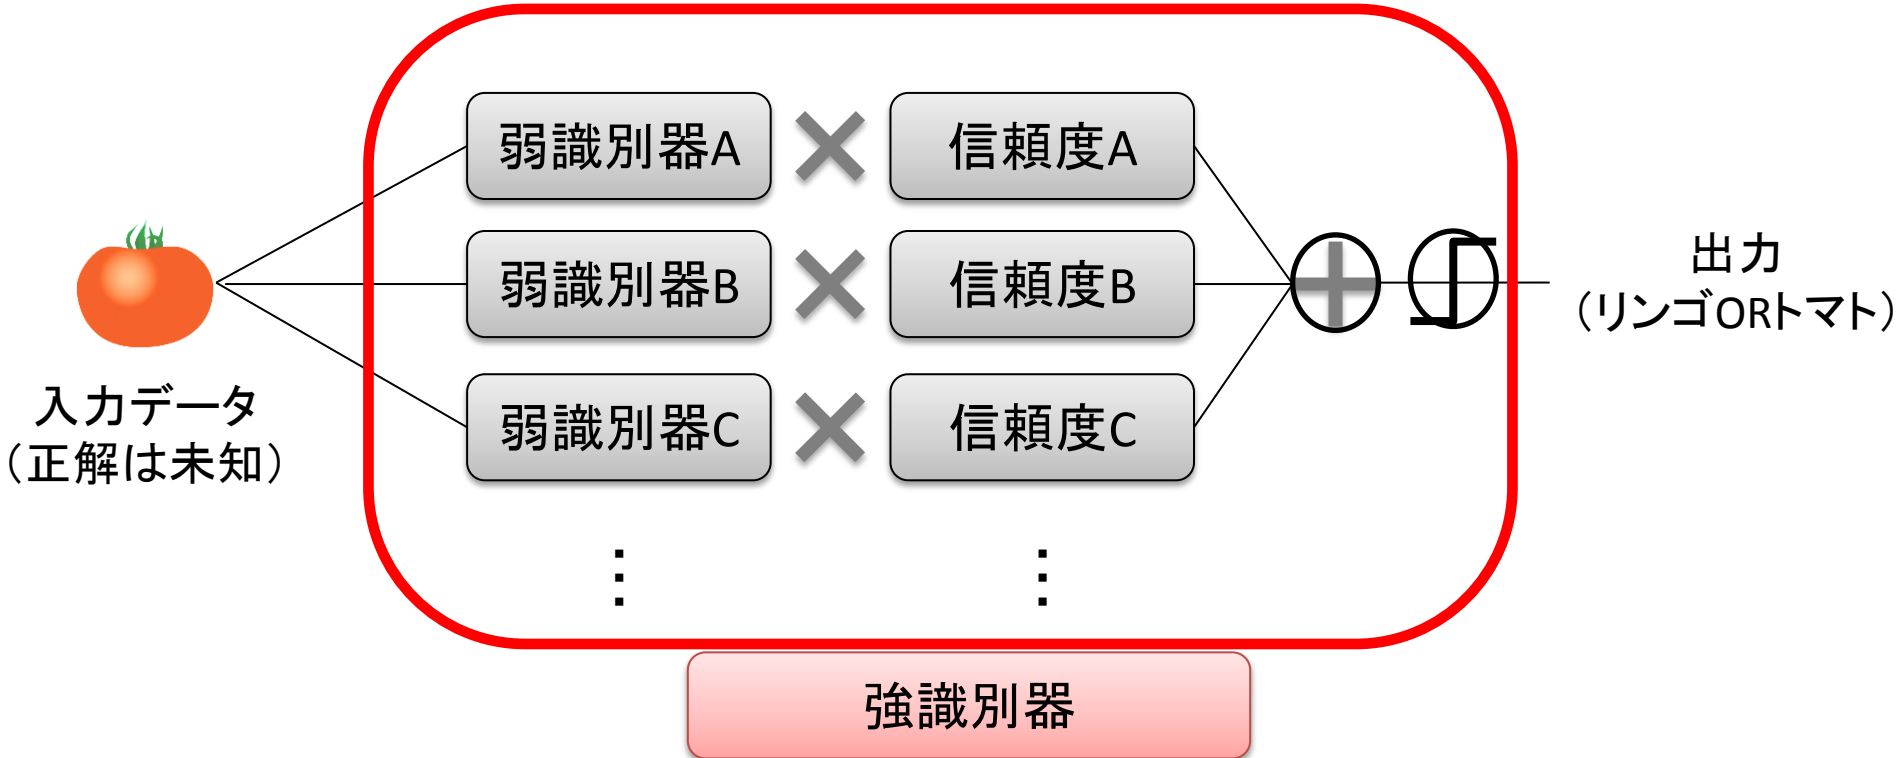 弱識別器A
信頼度A
弱識別器B
信頼度B
弱識別器C
信頼度C
入力データ
（正解は未知）
出力
（リンゴORトマト）
強識別器